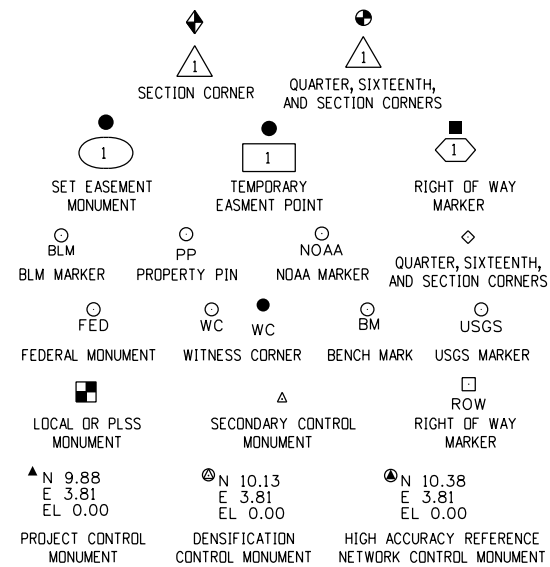 1
1
SECTION CORNER
QUARTER, SIXTEENTH,
AND SECTION CORNERS
1
1
1
SET EASEMENT
MONUMENT
TEMPORARY
EASMENT POINT
RIGHT OF WAY
MARKER
BLM
PP
NOAA
BLM MARKER
PROPERTY PIN
NOAA MARKER
QUARTER, SIXTEENTH,
AND SECTION CORNERS
FED
WC
WC
BM
USGS
FEDERAL MONUMENT
WITNESS CORNER
BENCH MARK
USGS MARKER
ROW
LOCAL OR PLSS
MONUMENT
SECONDARY CONTROL
MONUMENT
RIGHT OF WAY
MARKER
N 9.88
E 3.81
EL 0.00
N 10.13
E 3.81
EL 0.00
N 10.38
E 3.81
EL 0.00
PROJECT CONTROL
MONUMENT
DENSIFICATION
CONTROL MONUMENT
HIGH ACCURACY REFERENCE
NETWORK CONTROL MONUMENT